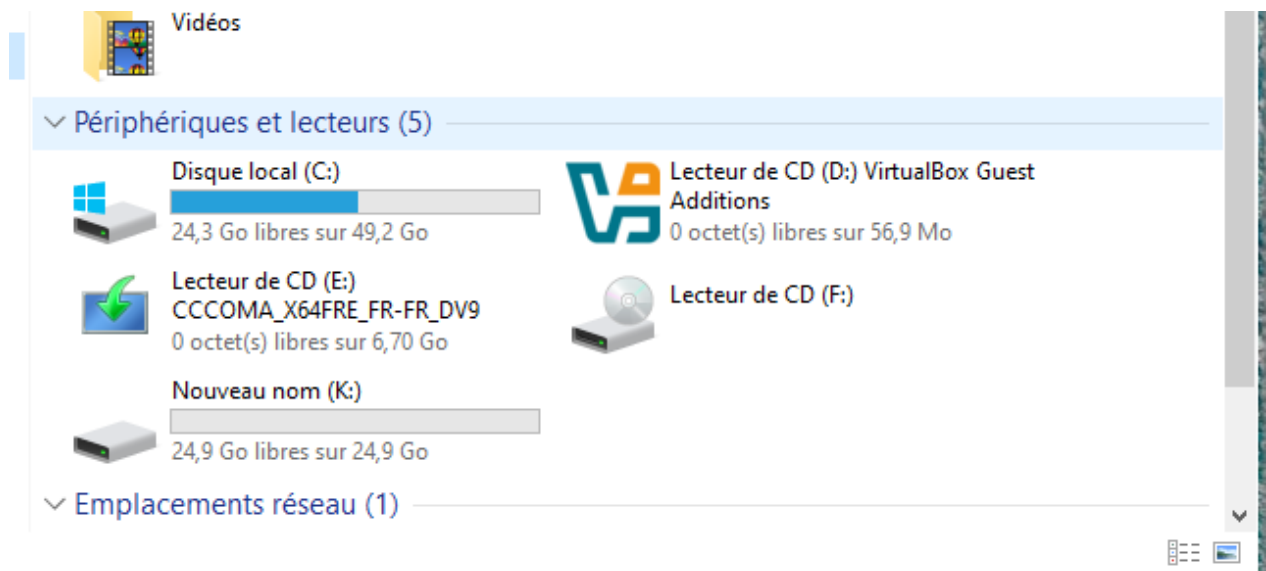 Vidéos
Périphériques et lecteurs (5)
Disque local (C:)
24,3 Go libres sur 49,2 Go
Lecteur de CD (D:) VirtualBox Guest
Additions
0 octet(s) libres sur 56,9 Mo
Lecteur de CD (E:)
CCCOMA_X64FRE_FR-FR_DV9
0 octet(s) libres sur 6,70 Go
Lecteur de CD (F:)
Nouveau nom (K:)
24,9 Go libres sur 24,9 Go
Emplacements réseau (1)